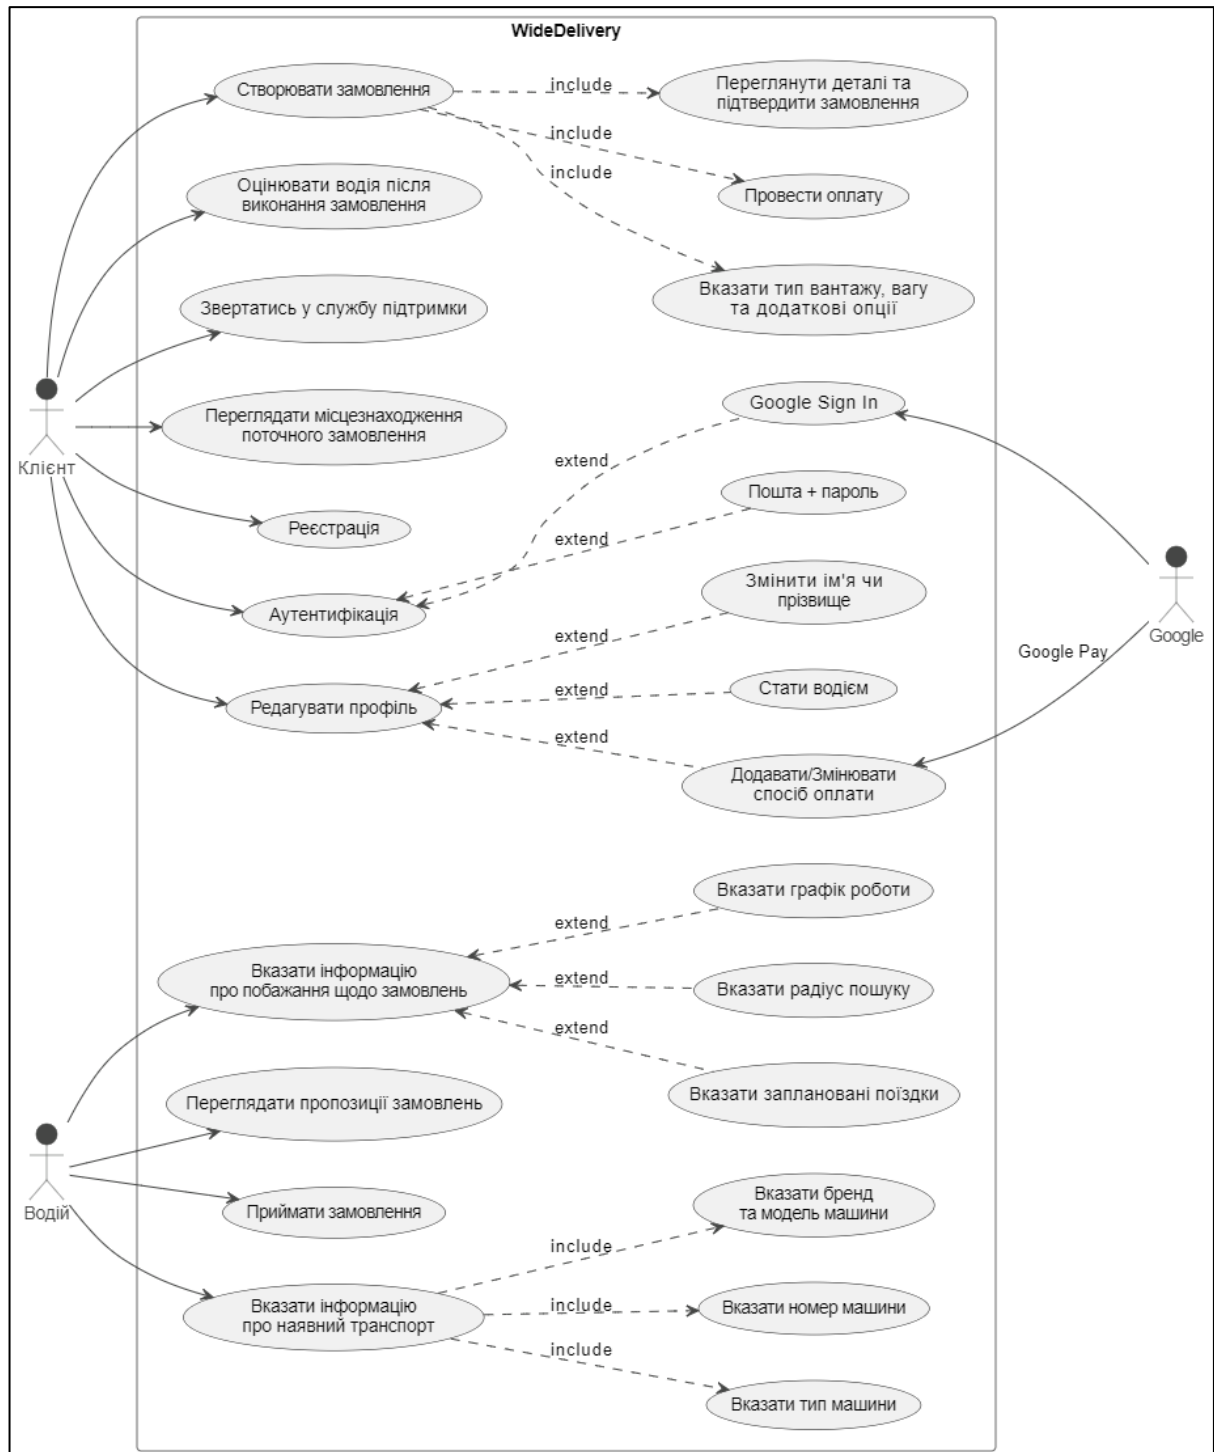 WideDelivery
Створювати замовлення
include
Переглянути деталі та
підтвердити замовлення
include
Провести оплату
include
Вказати тип вантажу, вагу
та додаткові опції
Оцінювати водія після
виконання замовлення
Звертатись у службу підтримки
Переглядати місцезнаходження
поточного замовлення
Клієнт
Реєстрація
Аутентифікація
extend
Google Sign In
extend
Пошта + пароль
Редагувати профіль
extend
Змінити ім'я чи
прізвище
extend
Стати водієм
extend
Додавати/Змінювати
спосіб оплати
Google Pay
Google
Вказати інформацію
про побажання щодо замовлень
extend
Вказати графік роботи
extend
Вказати радіус пошуку
extend
Вказати заплановані поїздки
Переглядати пропозиції замовлень
Водій
Приймати замовлення
Вказати інформацію
про наявний транспорт
include
Вказати бренд
та модель машини
include
Вказати номер машини
include
Вказати тип машини